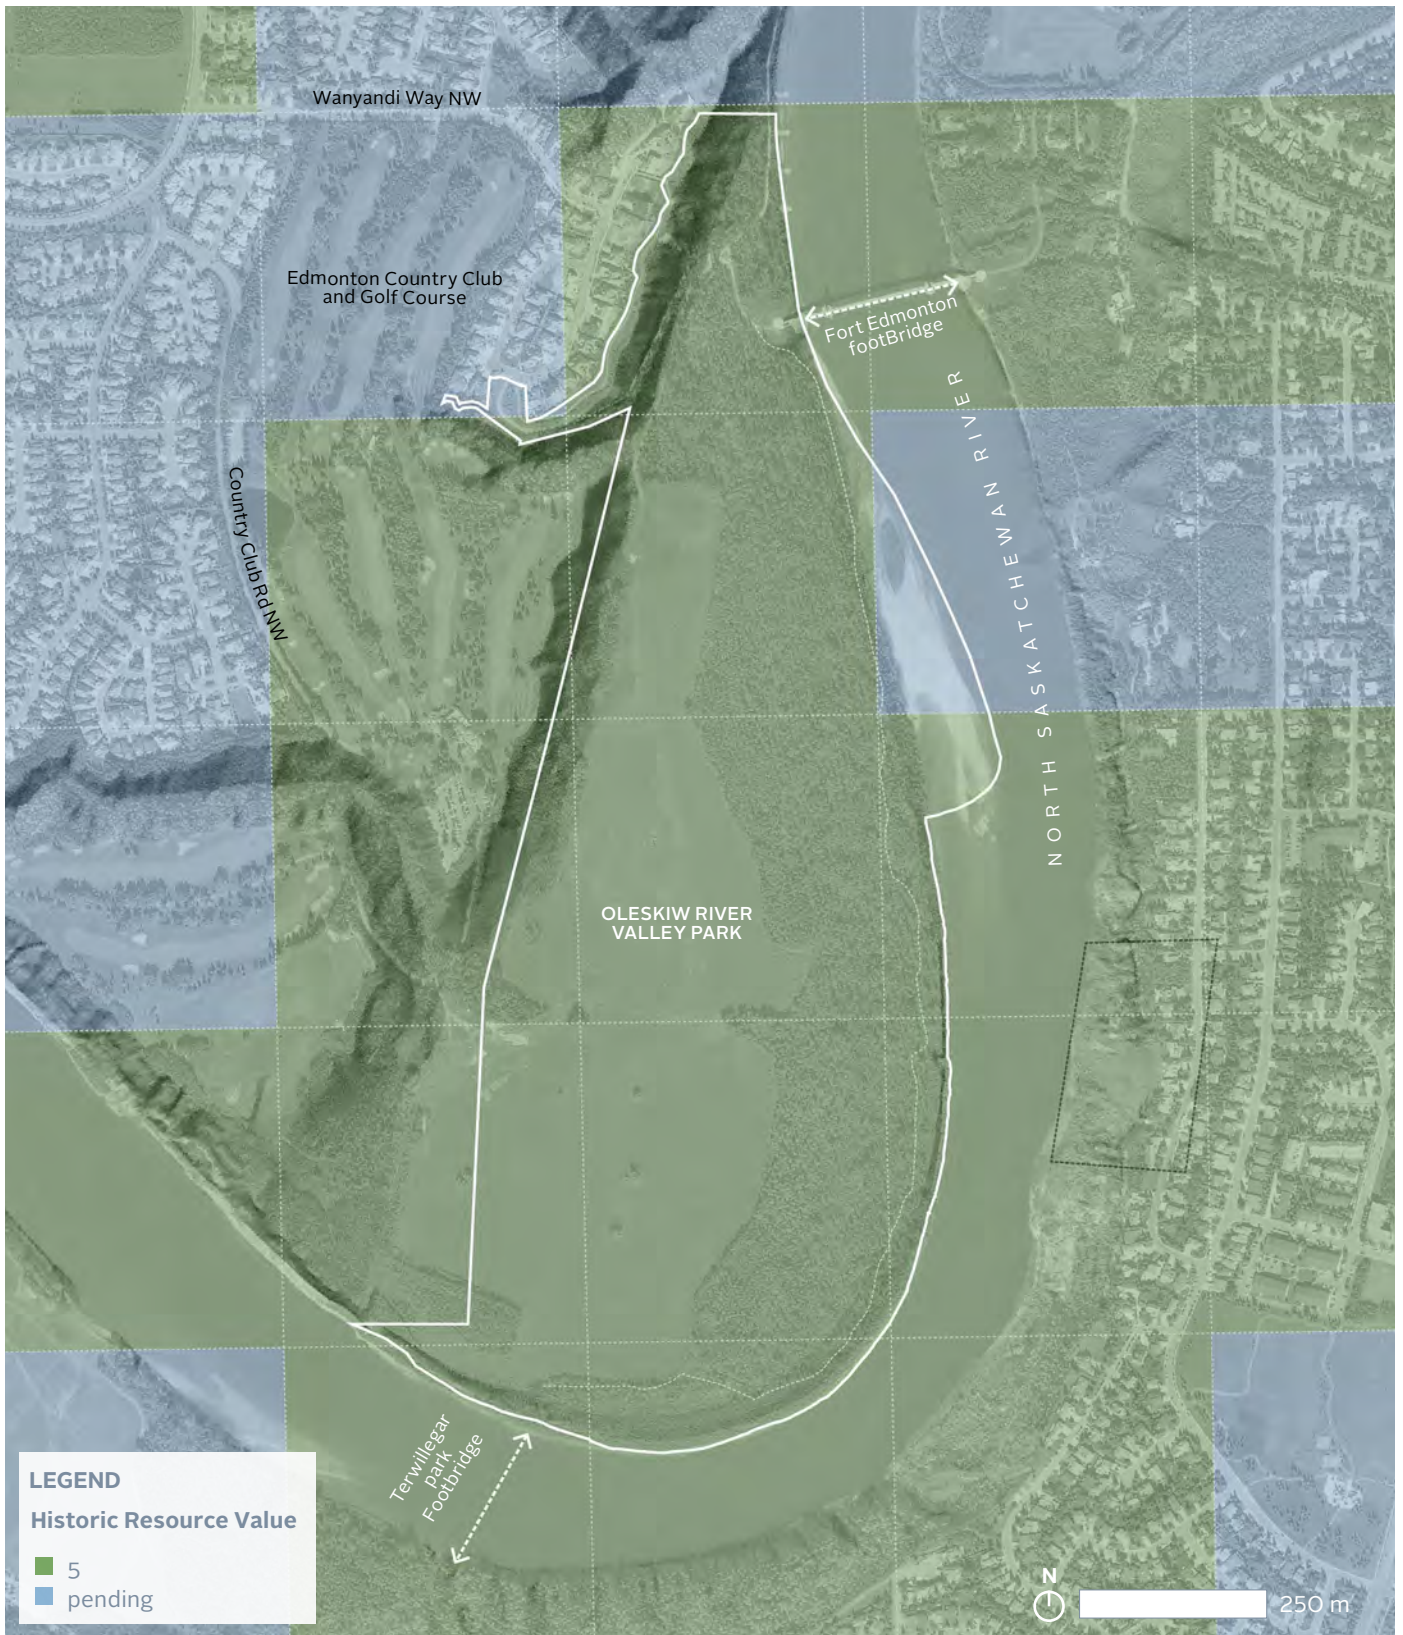 Wanyandi Way NW
Edmonton Country Club
and Golf Course
Fort Edmonton
footBridge
NORTH SASKATCHEWAN RIVER
Country Club Rd NW
OLESKIW RIVER
VALLEY PARK
Terwillegar
park
Footbridge
LEGEND
Historic Resource Value
5
pending
N
250 m